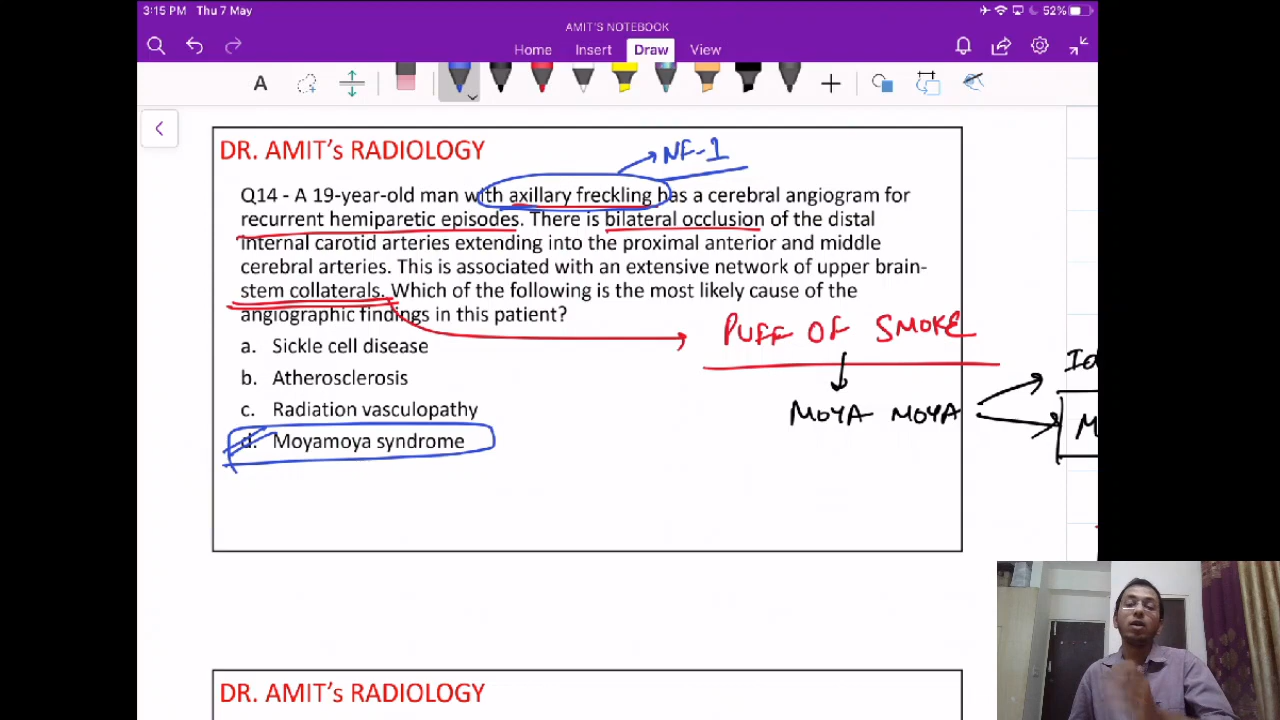 3:15 PM Thu 7 May
52%
AMIT'S NOTEBOOK
Home Insert Draw View
A
DR. AMIT's RADIOLOGY
NF-1
Q14 - A 19-year-old man with axillary freckling has a cerebral angiogram for
recurrent hemiparetic episodes. There is bilateral occlusion of the distal
internal carotid arteries extending into the proximal anterior and middle
cerebral arteries. This is associated with an extensive network of upper brain-
stem collaterals. Which of the following is the most likely cause of the
angiographic findings in this patient?
PUFF OF SMOKE
a. Sickle cell disease
b. Atherosclerosis
MOYA MOYA
c. Radiation vasculopathy
d. Moyamoya syndrome
DR. AMIT's RADIOLOGY